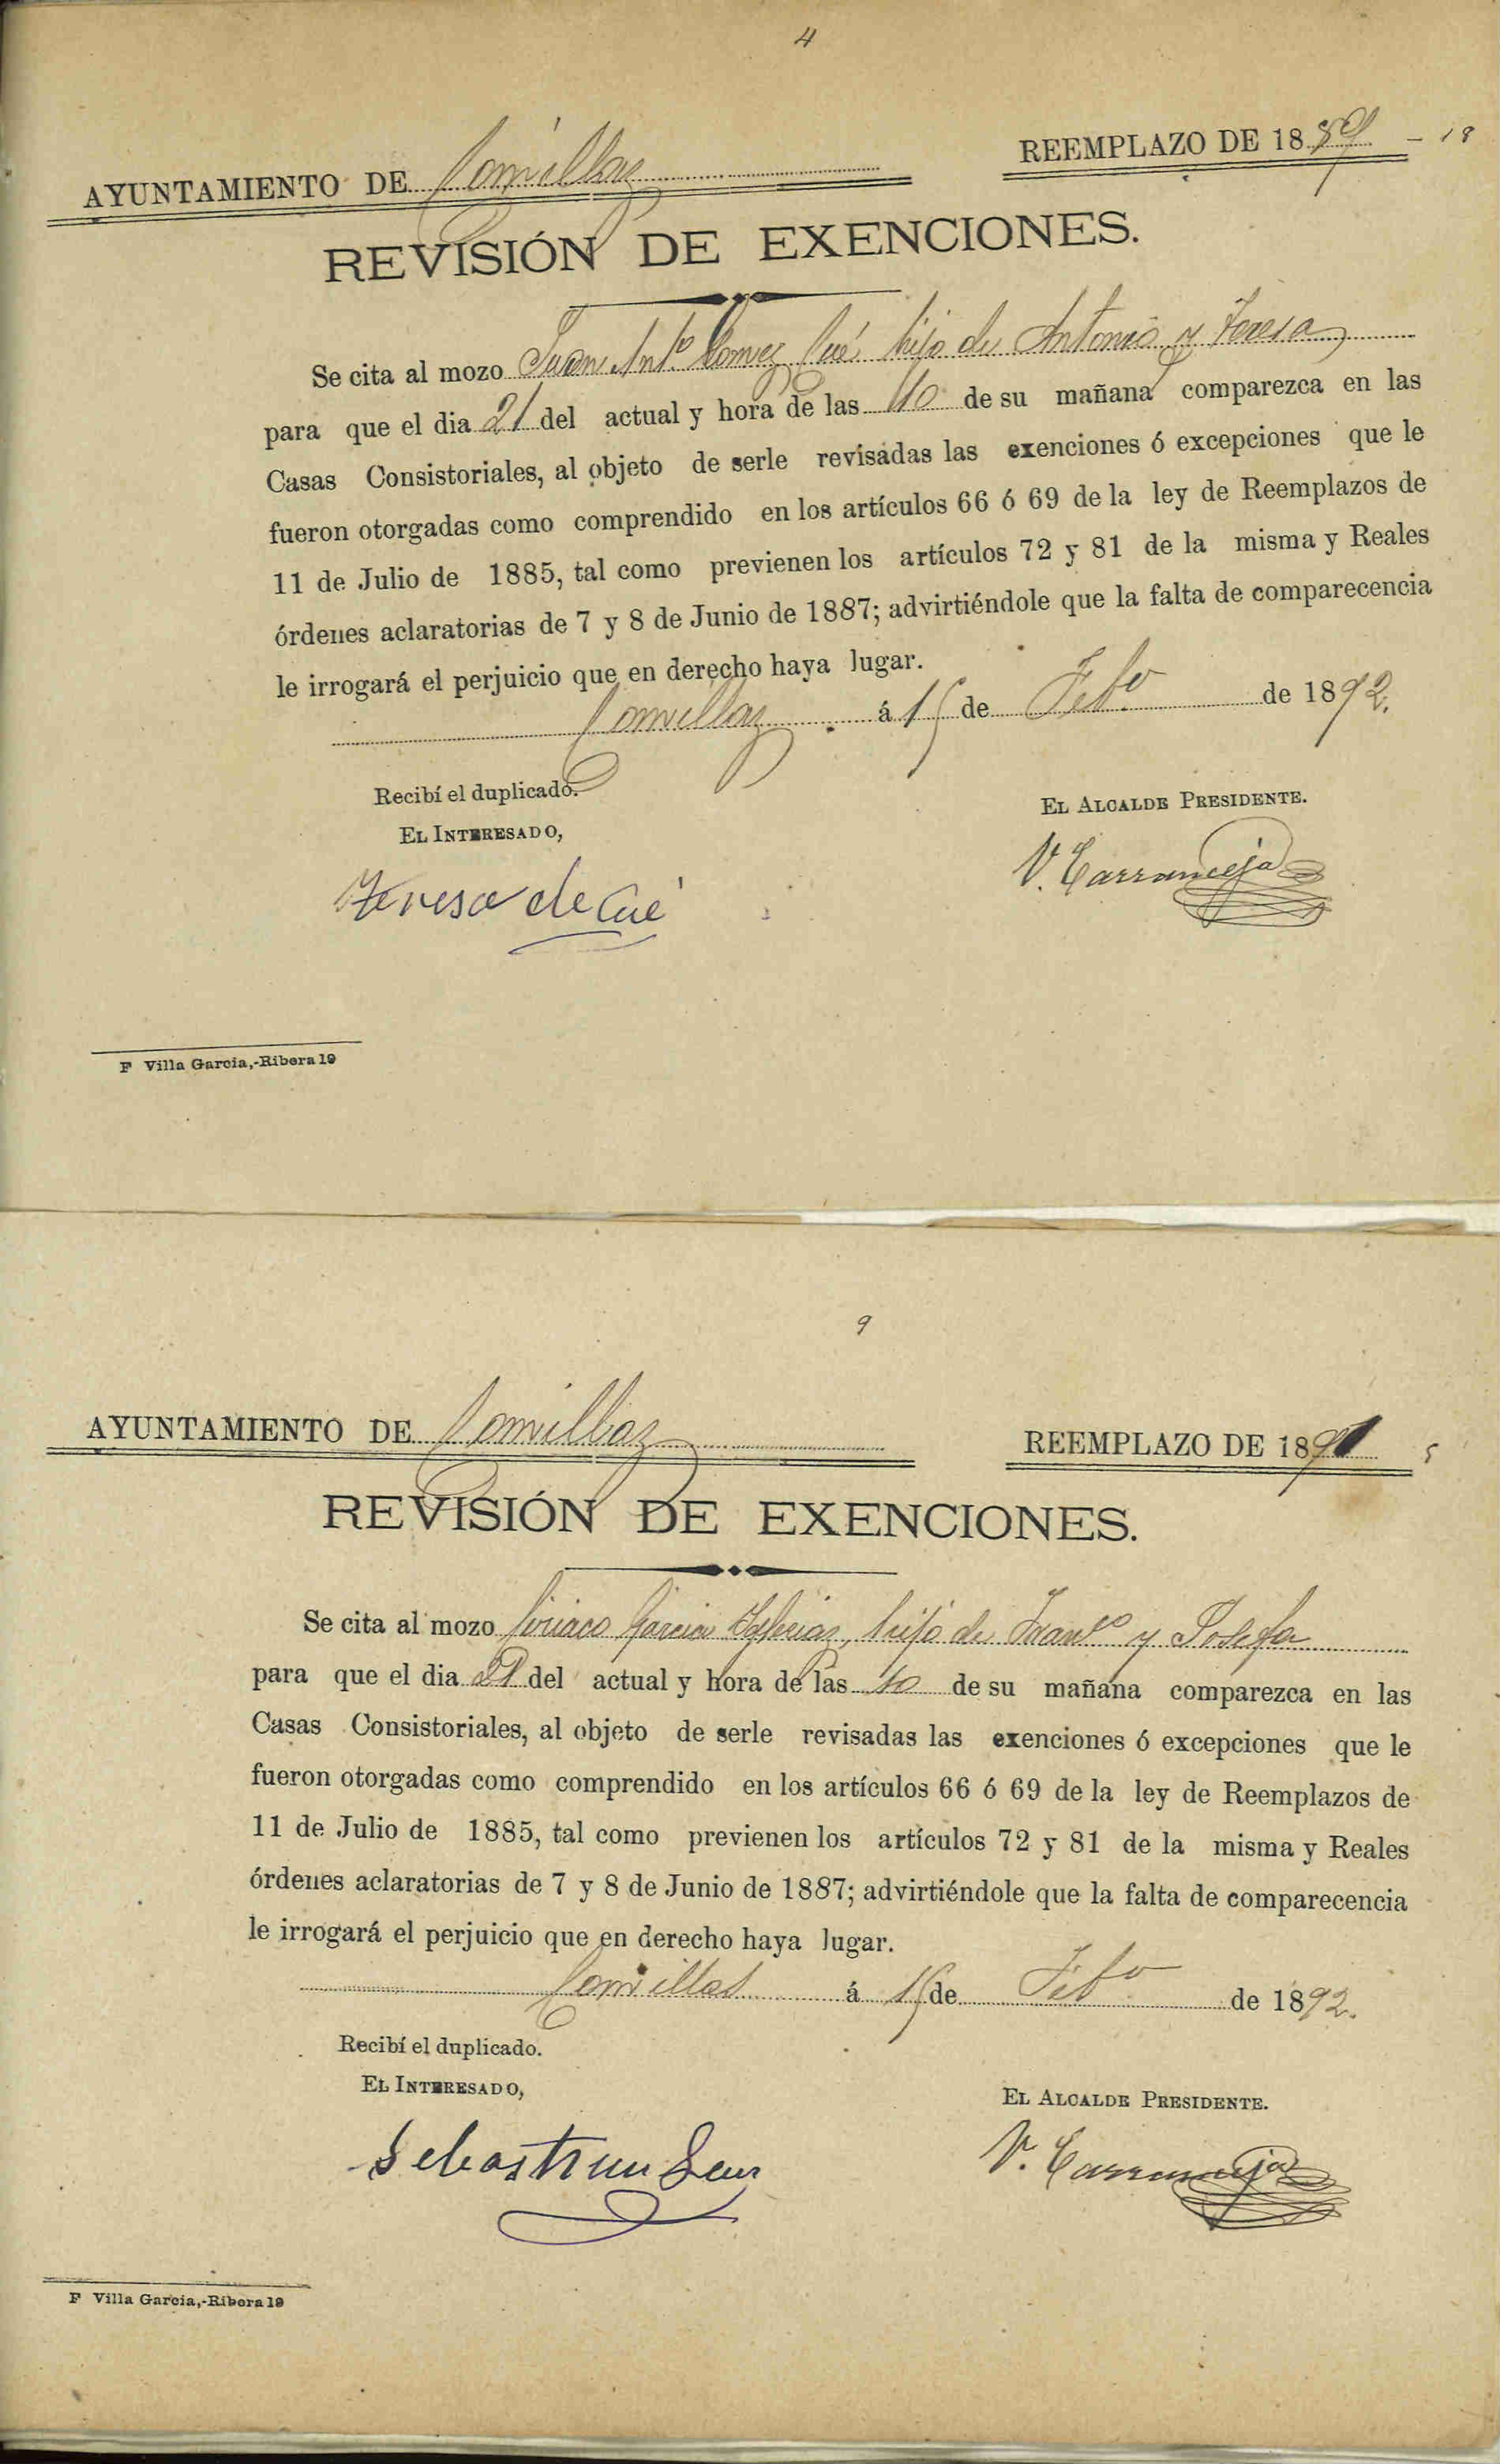 4
AYUNTAMIENTO DE Comillas
REEMPLAZO DE 1889 - 18
REVISIÓN DE EXENCIONES.
Se cita al mozo Juan Ant.o Gomez Cué hijo de Antonio y Teresa
para que el dia 21 del actual y hora de las 10 de su mañana comparezca en las
Casas Consistoriales, al objeto de serle revisadas las exenciones ó excepciones que le
fueron otorgadas como comprendido en los artículos 66 ó 69 de la ley de Reemplazos de
11 de Julio de 1885, tal como previenen los artículos 72 y 81 de la misma y Reales
órdenes aclaratorias de 7 y 8 de Junio de 1887; advirtiéndole que la falta de comparecencia
le irrogará el perjuicio que en derecho haya lugar.
Comillas á 15 de Feb.o de 1892.
Recibí el duplicado.
EL INTERESADO,
EL ALCALDE PRESIDENTE.
Teresa de Cué
V. Carranceja
F Villa Garcia,-Ribera 19
9
AYUNTAMIENTO DE Comillas
REEMPLAZO DE 1891 5
REVISIÓN DE EXENCIONES.
Se cita al mozo Ciriaco Garcia Iglesias, hijo de Fran.co y Josefa
para que el dia 21 del actual y hora de las 10 de su mañana comparezca en las
Casas Consistoriales, al objeto de serle revisadas las exenciones ó excepciones que le
fueron otorgadas como comprendido en los artículos 66 ó 69 de la ley de Reemplazos de
11 de Julio de 1885, tal como previenen los artículos 72 y 81 de la misma y Reales
órdenes aclaratorias de 7 y 8 de Junio de 1887; advirtiéndole que la falta de comparecencia
le irrogará el perjuicio que en derecho haya lugar.
Comillas á 15 de Feb.o de 1892.
Recibí el duplicado.
EL INTERESADO,
EL ALCALDE PRESIDENTE.
Sebastian
V. Carranceja
F Villa Garcia,-Ribera 19